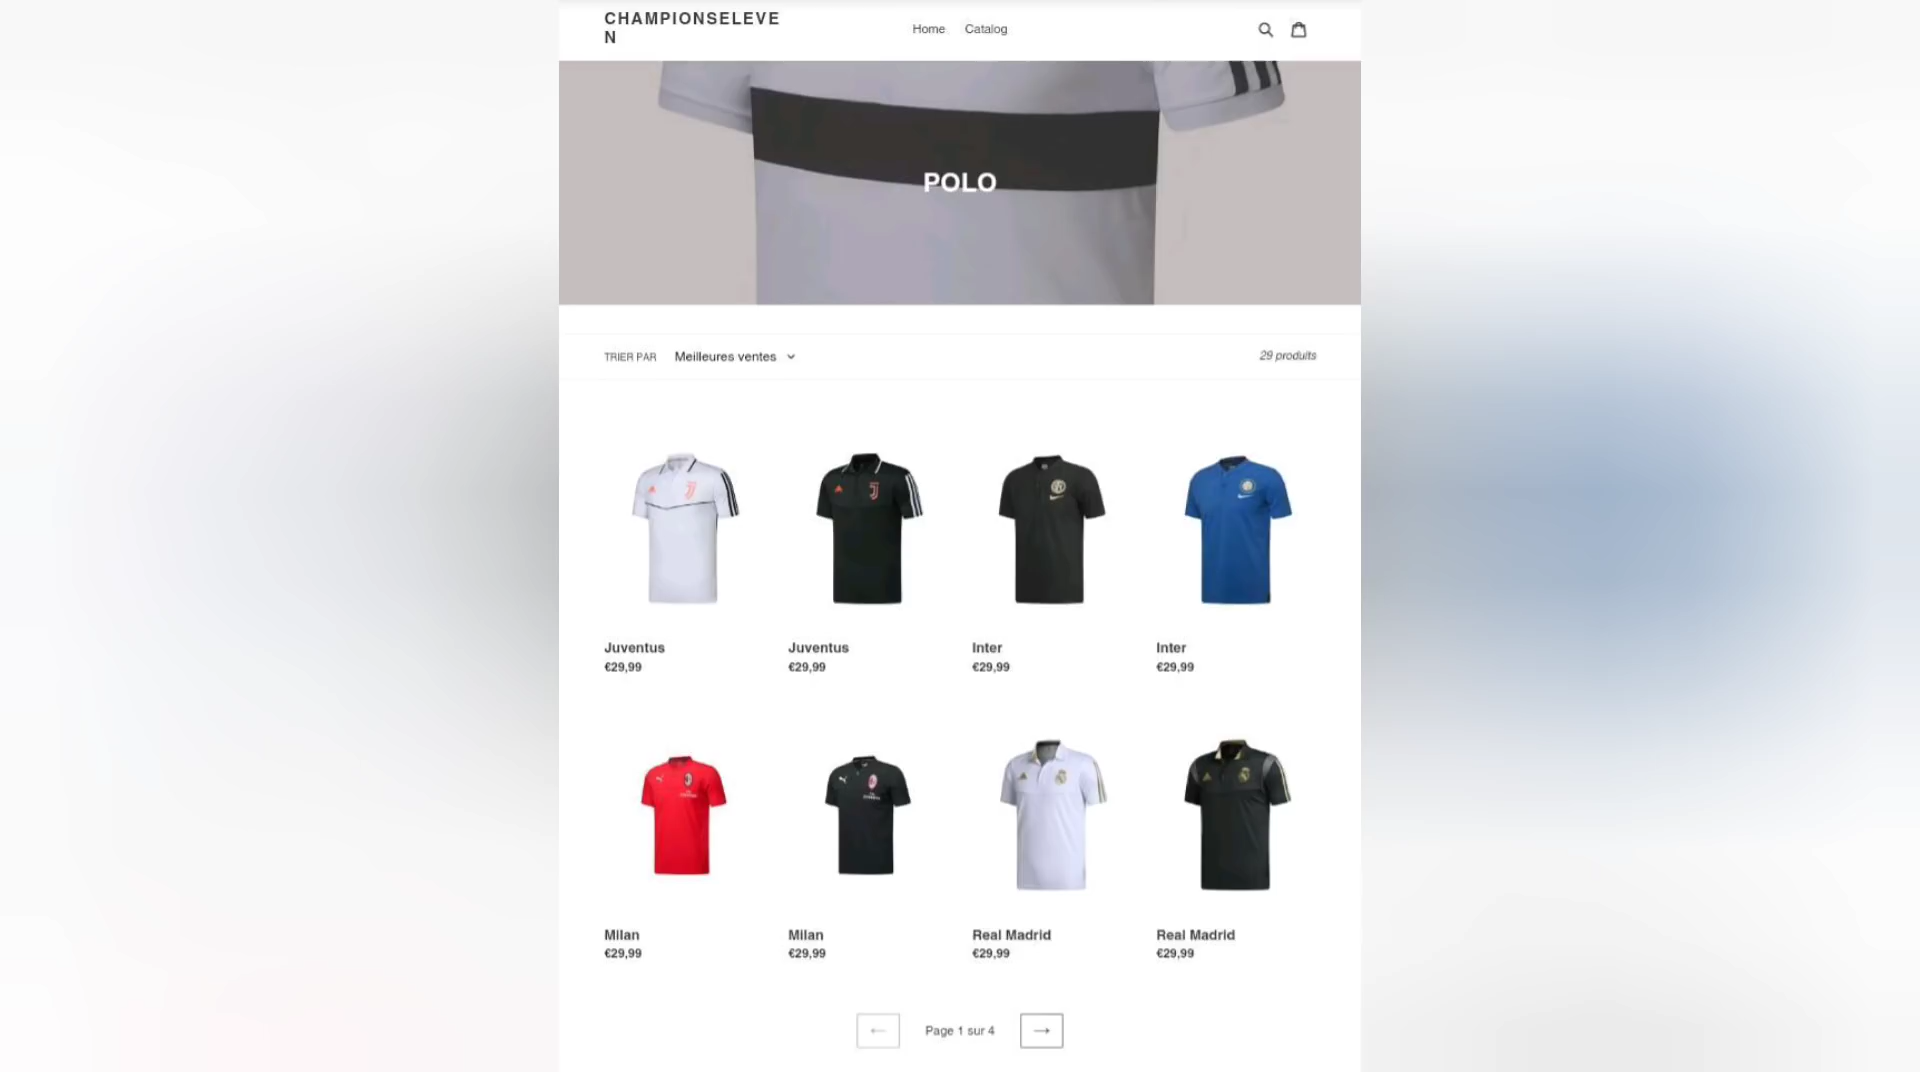 CHAMPIONSELEVE
N
Home Catalog
POLO
TRIER PAR Meilleures ventes 29 produits
Juventus Juventus Inter Inter
€29,99 €29,99 €29,99 €29,99
Milan Milan Real Madrid Real Madrid
€29,99 €29,99 €29,99 €29,99
Page 1 sur 4